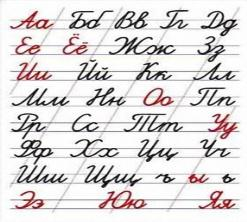 Аа Бб Вв Гг Дд
Ее Ёё Жж Зз
Ии Йй Кк Лл
Мм Нн Оо Пп
Рр Сс Тт Уу
Фф Хх Цц Чч
Шш Щщ ъ ы ь
Ээ Юю Яя